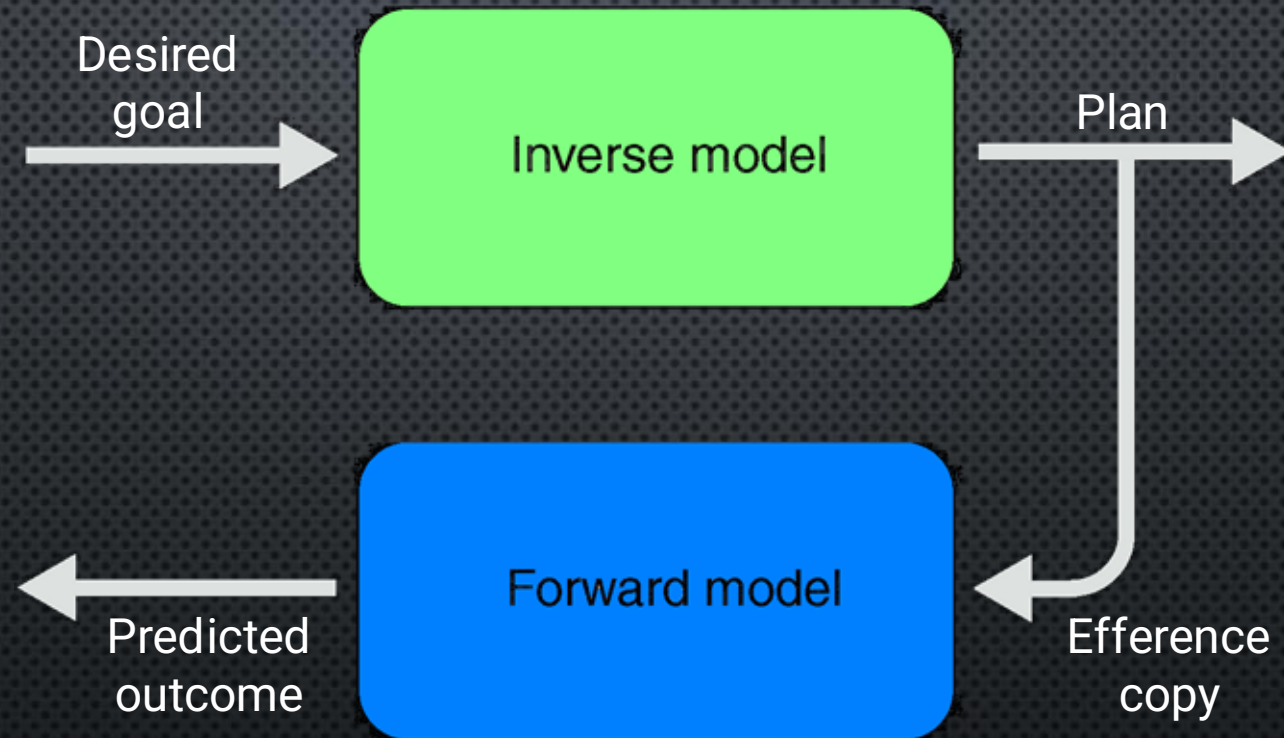 Desired
goal
Inverse model
Plan
Forward model
Predicted
outcome
Efference
copy